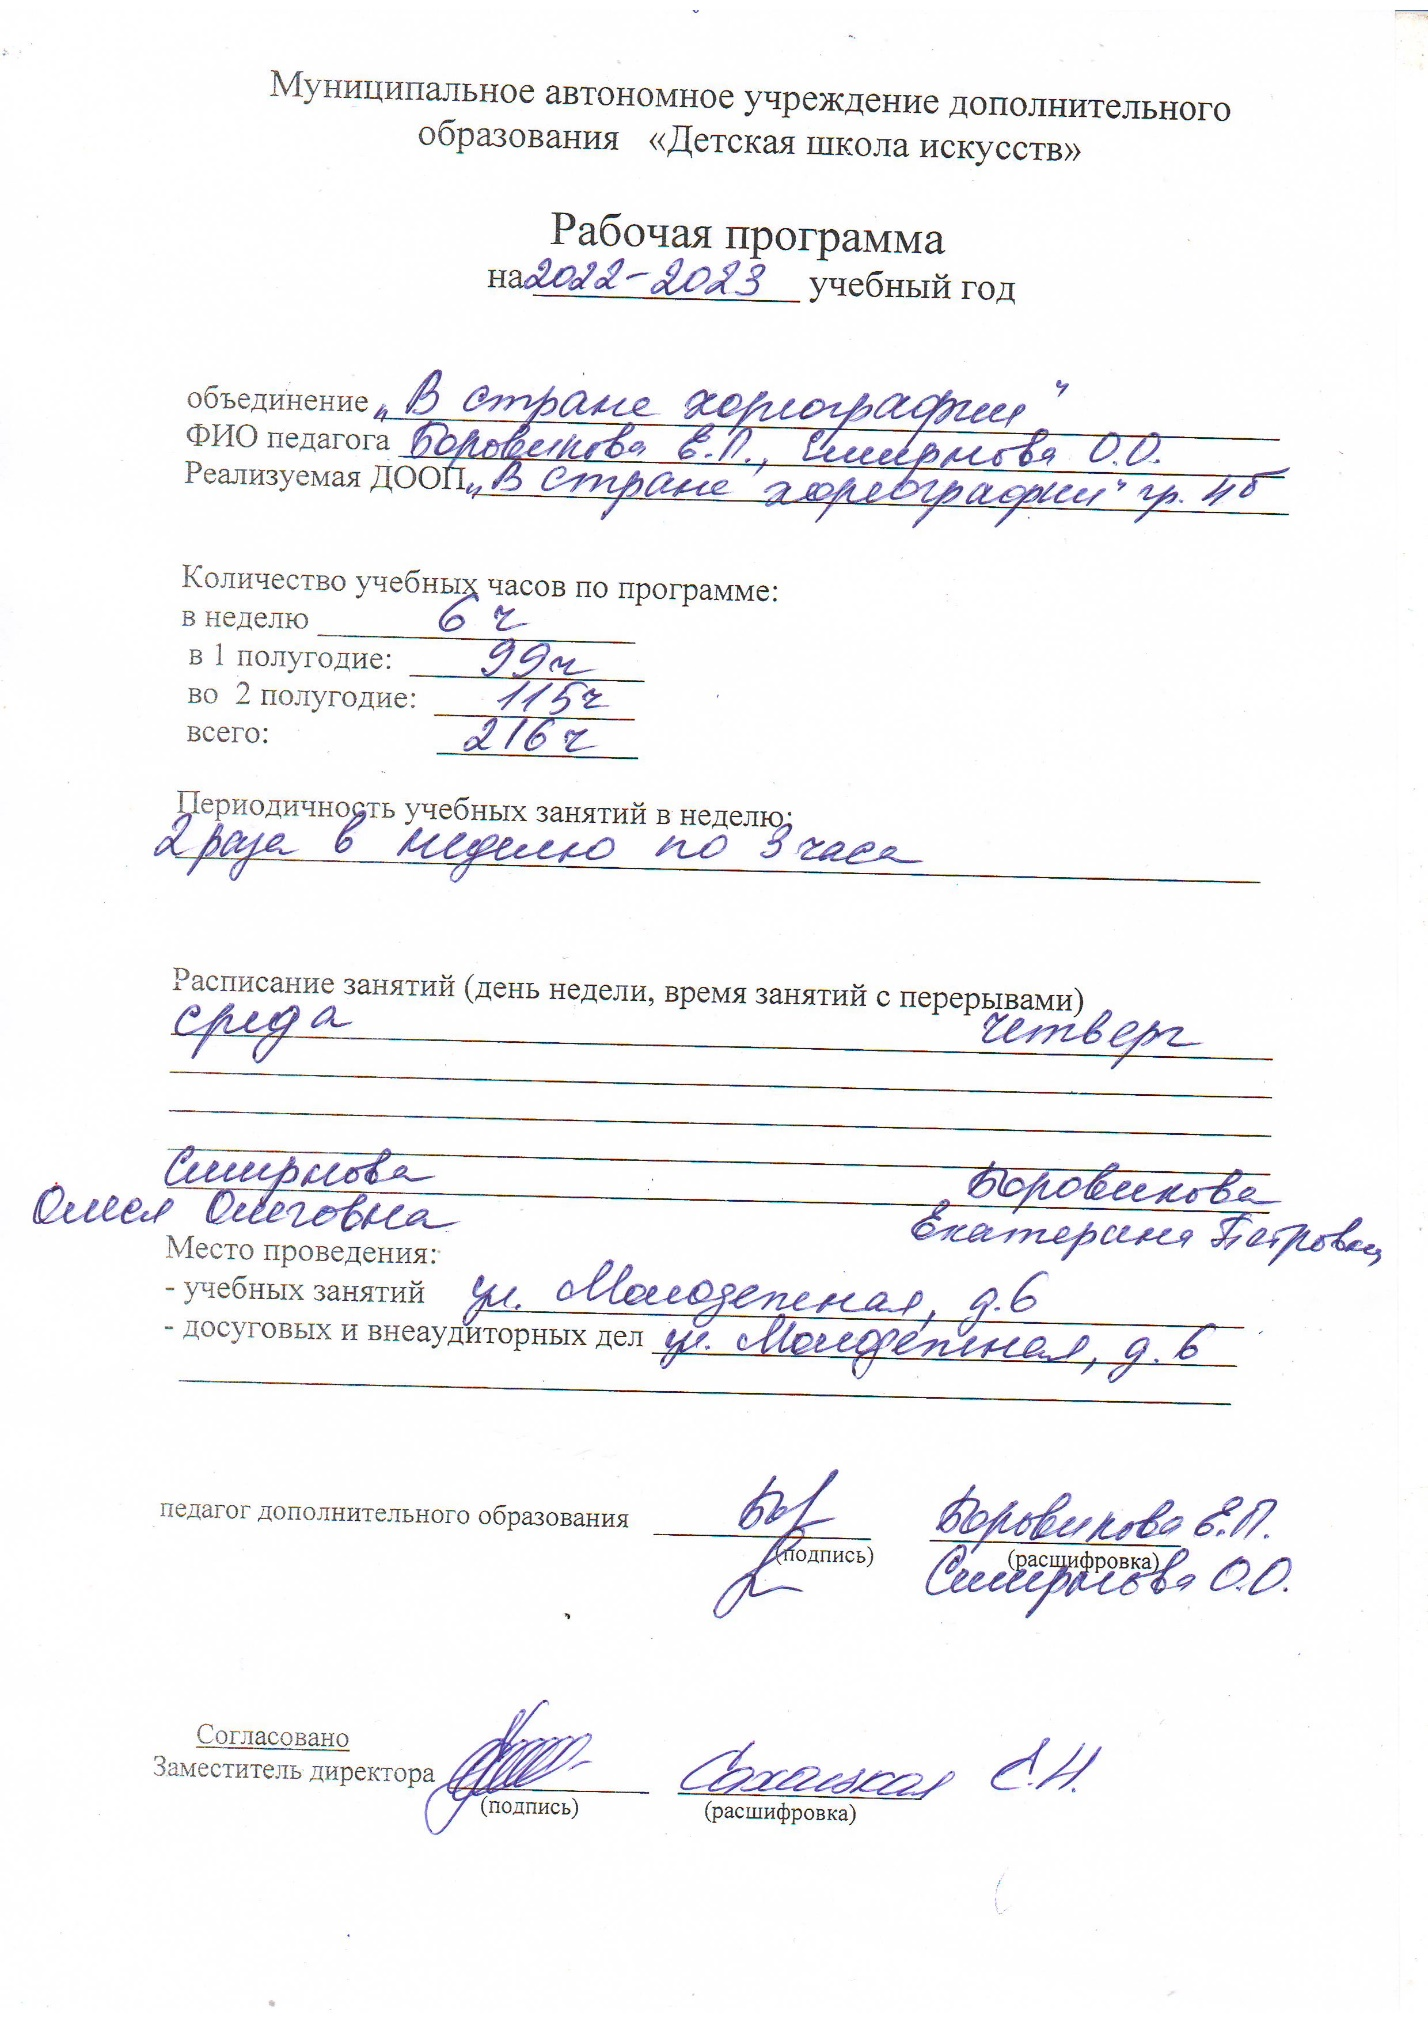 Муниципальное автономное учреждение дополнительного
образования «Детская школа искусств»
Рабочая программа
на 2022-2023 учебный год
объединение „В стране хореографии“
ФИО педагога Боровикова Е.П., Смирнова О.О.
Реализуемая ДООП „В стране хореографии“ гр. 4б
Количество учебных часов по программе:
в неделю 6 ч
в 1 полугодие: 99ч
во 2 полугодие: 115ч
всего: 216 ч
Периодичность учебных занятий в неделю:
2 раза в неделю по 3 часа
Расписание занятий (день недели, время занятий с перерывами)
среда четверг
Смирнова Боровикова
Олеся Олеговна Екатерина Петровна
Место проведения:
- учебных занятий ул. Молодежная, д.6
- досуговых и внеаудиторных дел ул. Молодежная, д. 6
педагог дополнительного образования Боровикова Е.П.
(подпись) (расшифровка)
Смирнова О.О.
Согласовано
Заместитель директора
(подпись) (расшифровка)